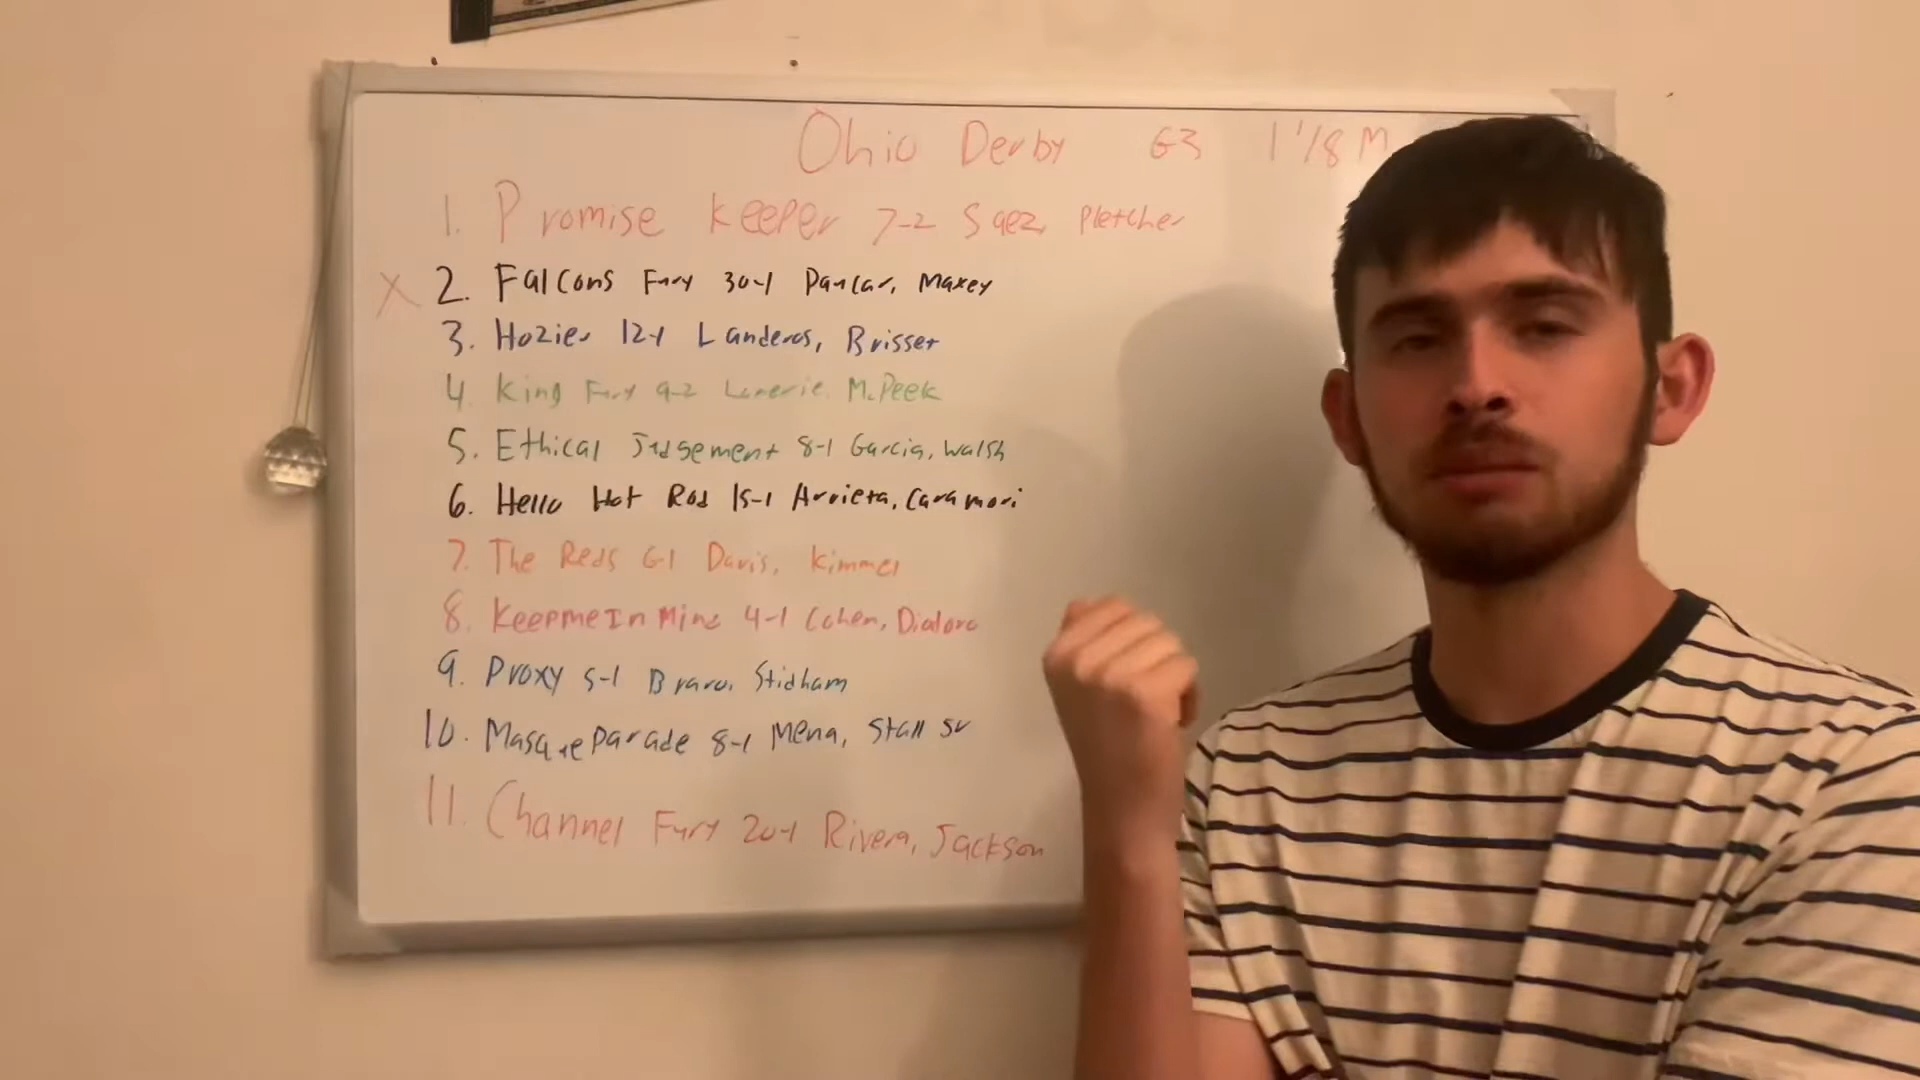 Ohio Derby G3 1 1/8 M
1. Promise Keeper 7-2 Saez, Pletcher
X 2. Falcons Fury 30-1 Maxey
3. Hozier 12-1 Landeros, Brisset
4. King Fury 9-2 Lanerie. McPeek
5. Ethical Judgement 8-1 Garcia, Walsh
6. Hello Hot Rod 15-1 Arrieta, Caramori
7. The Reds 6-1 Davis, Kimmel
8. KeepmeIn Mind 4-1 Cohen, Diodoro
9. Proxy 5-1 Bravo, Stidham
10. Masqueparade 8-1 Mena, Stall
11. Channel Fury 20-1 Rivera, Jackson